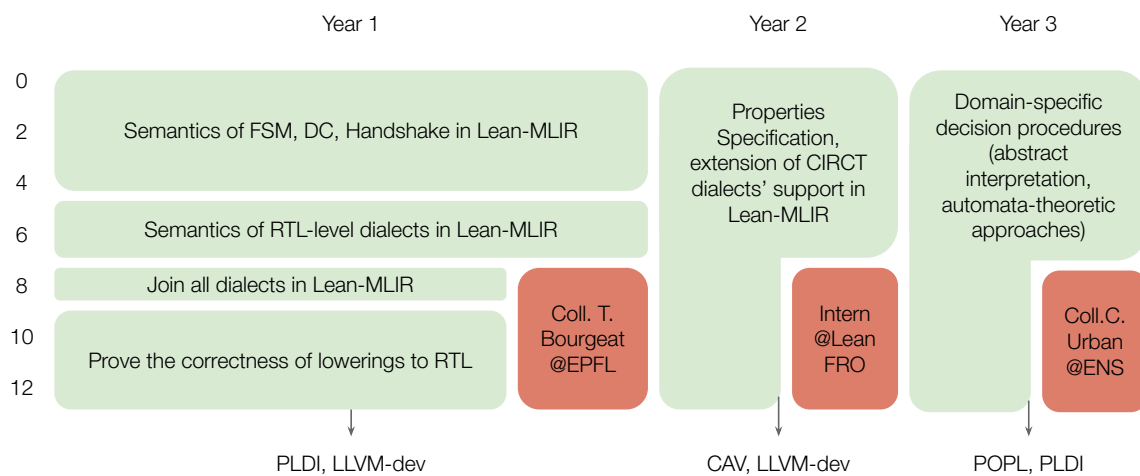 Year 1
Year 2
Year 3
0
2
4
6
8
10
12
Semantics of FSM, DC, Handshake in Lean-MLIR
Semantics of RTL-level dialects in Lean-MLIR
Join all dialects in Lean-MLIR
Prove the correctness of lowerings to RTL
Coll. T.
Bourgeat
@EPFL
PLDI, LLVM-dev
Properties
Specification,
extension of CIRCT
dialects’ support in
Lean-MLIR
Intern
@Lean
FRO
CAV, LLVM-dev
Domain-specific
decision procedures
(abstract
interpretation,
automata-theoretic
approaches)
Coll.C.
Urban
@ENS
POPL, PLDI